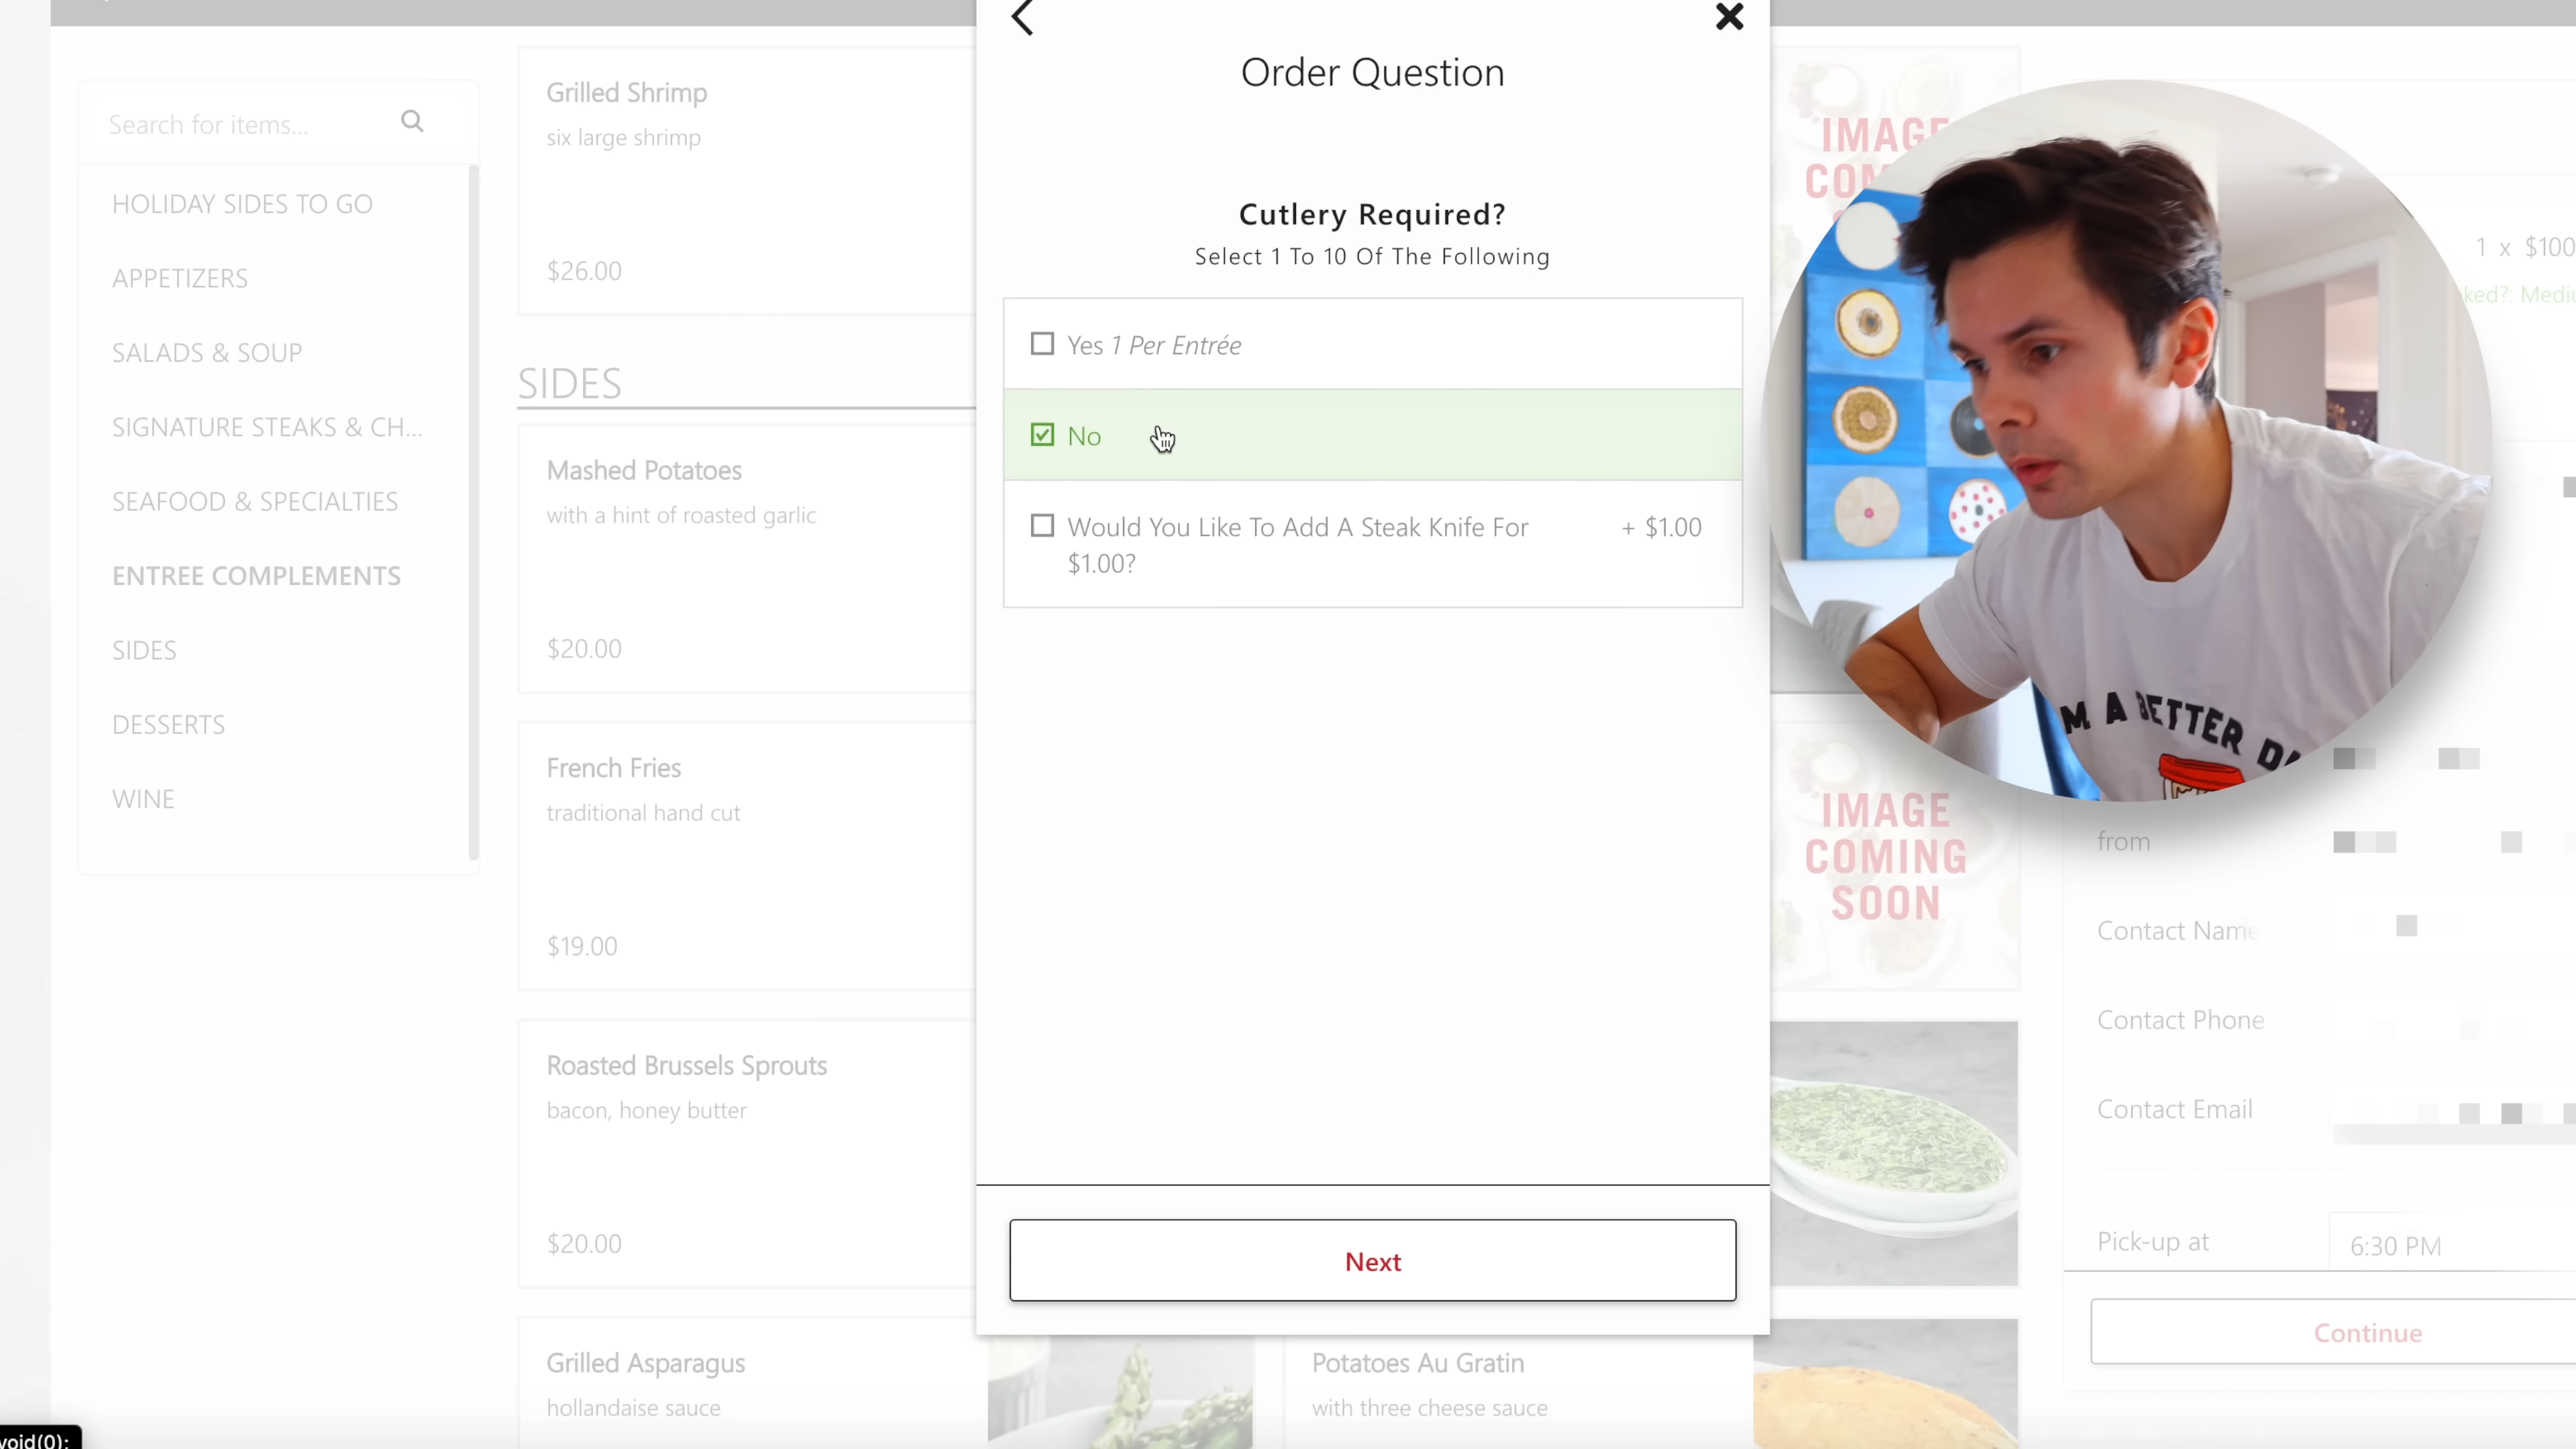 Search for items...
HOLIDAY SIDES TO GO
APPETIZERS
SALADS & SOUP
SIGNATURE STEAKS & CH...
SEAFOOD & SPECIALTIES
ENTREE COMPLEMENTS
SIDES
DESSERTS
WINE
Grilled Shrimp
six large shrimp
$26.00
SIDES
Mashed Potatoes
with a hint of roasted garlic
$20.00
French Fries
traditional hand cut
$19.00
Roasted Brussels Sprouts
bacon, honey butter
$20.00
Grilled Asparagus
hollandaise sauce
Potatoes Au Gratin
with three cheese sauce
Order Question
Cutlery Required?
Select 1 To 10 Of The Following
Yes 1 Per Entrée
No
Would You Like To Add A Steak Knife For + $1.00
$1.00?
Next
IMAGE
IMAGE
COMING
SOON
1 x $100
M A BETTER
from
Contact Name
Contact Phone
Contact Email
Pick-up at 6:30 PM
Continue
void(0);